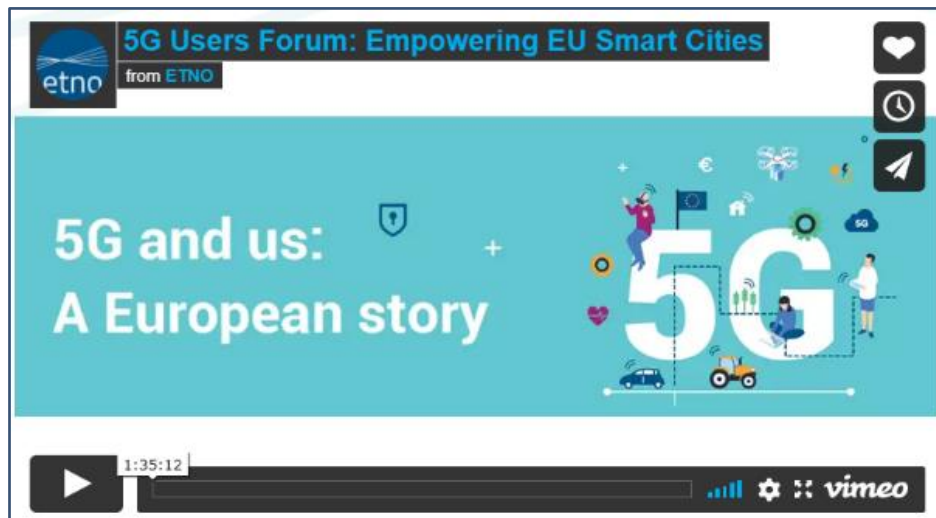 5G Users Forum: Empowering EU Smart Cities
etno
from ETNO
€
5G and us:
A European story
5G
5G
1:35:12
vimeo